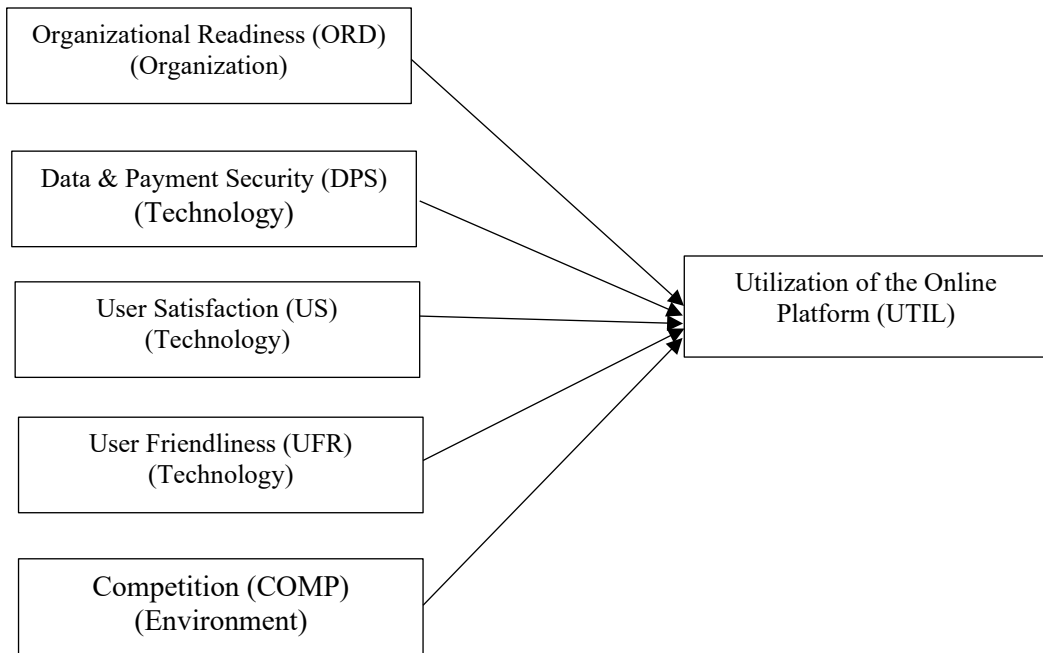 Organizational Readiness (ORD)
(Organization)
Data & Payment Security (DPS)
(Technology)
User Satisfaction (US)
(Technology)
User Friendliness (UFR)
(Technology)
Competition (COMP)
(Environment)
Utilization of the Online
Platform (UTIL)